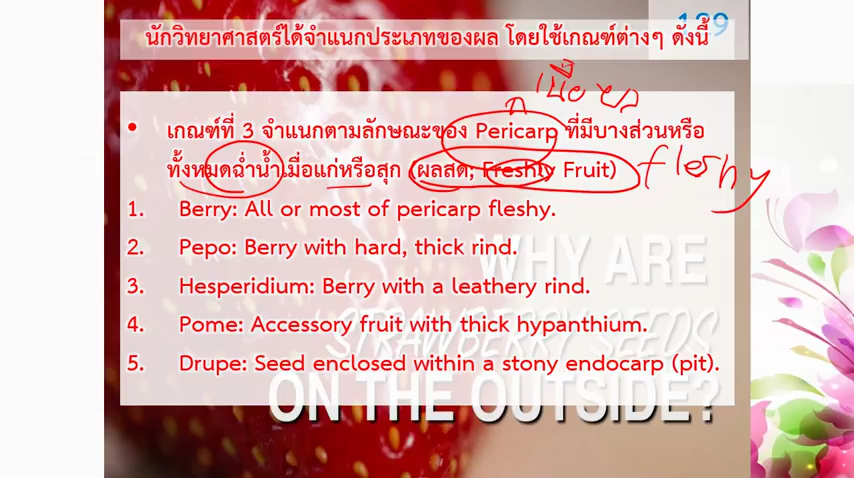 129
นักวิทยาศาสตร์ได้จำแนกประเภทของผล โดยใช้เกณฑ์ต่างๆ ดังนี้
เนื้อ ผล
• เกณฑ์ที่ 3 จำแนกตามลักษณะของ Pericarp ที่มีบางส่วนหรือ
ทั้งหมดฉ่ำน้ำเมื่อแก่หรือสุก (ผลสด; Freshly Fruit) fleshy
1. Berry: All or most of pericarp fleshy.
2. Pepo: Berry with hard, thick rind.
3. Hesperidium: Berry with a leathery rind.
4. Pome: Accessory fruit with thick hypanthium.
5. Drupe: Seed enclosed within a stony endocarp (pit).
WHY ARE
STRAWBERRY SEEDS
ON THE OUTSIDE?